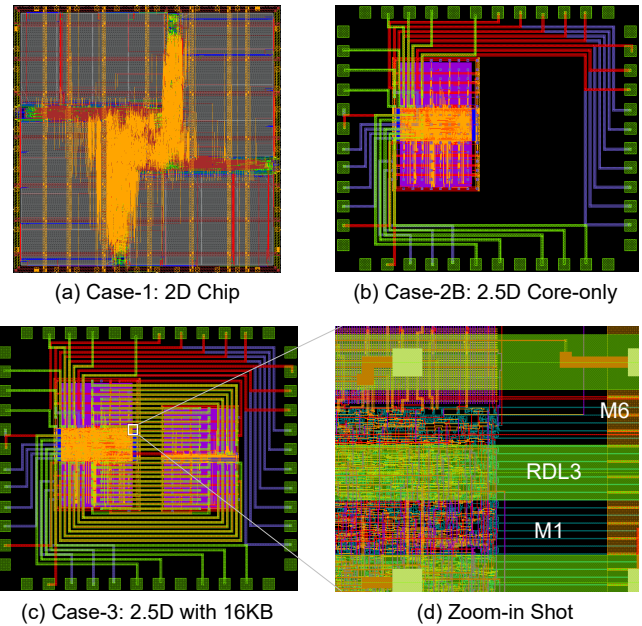 (a) Case-1: 2D Chip
(b) Case-2B: 2.5D Core-only
M6
RDL3
M1
(c) Case-3: 2.5D with 16KB
(d) Zoom-in Shot